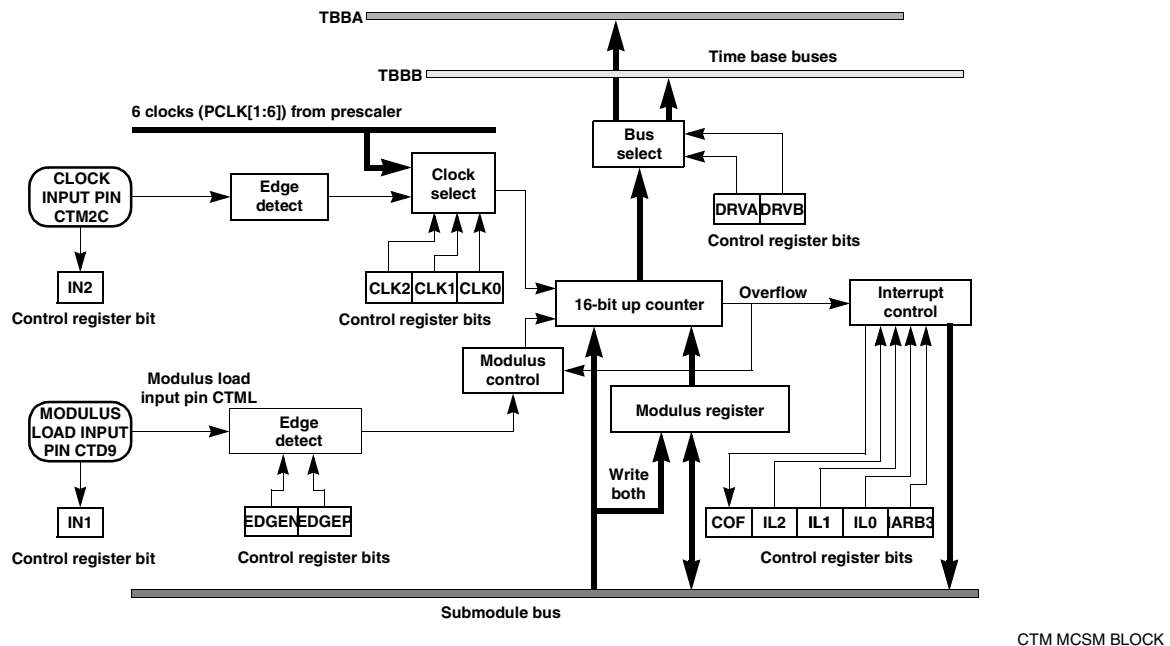 TBBA
Time base buses
TBBB
6 clocks (PCLK[1:6]) from prescaler
Bus
select
CLOCK
INPUT PIN
CTM2C
Edge
detect
Clock
select
DRVA DRVB
Control register bits
IN2
Control register bit
CLK2 CLK1 CLK0
Control register bits
16-bit up counter
Overflow
Interrupt
control
Modulus
control
Modulus load
input pin CTML
MODULUS
LOAD INPUT
PIN CTD9
Edge
detect
Modulus register
Write
both
IN1
Control register bit
EDGEN EDGEP
Control register bits
COF IL2 IL1 IL0 IARB3
Control register bits
Submodule bus
CTM MCSM BLOCK